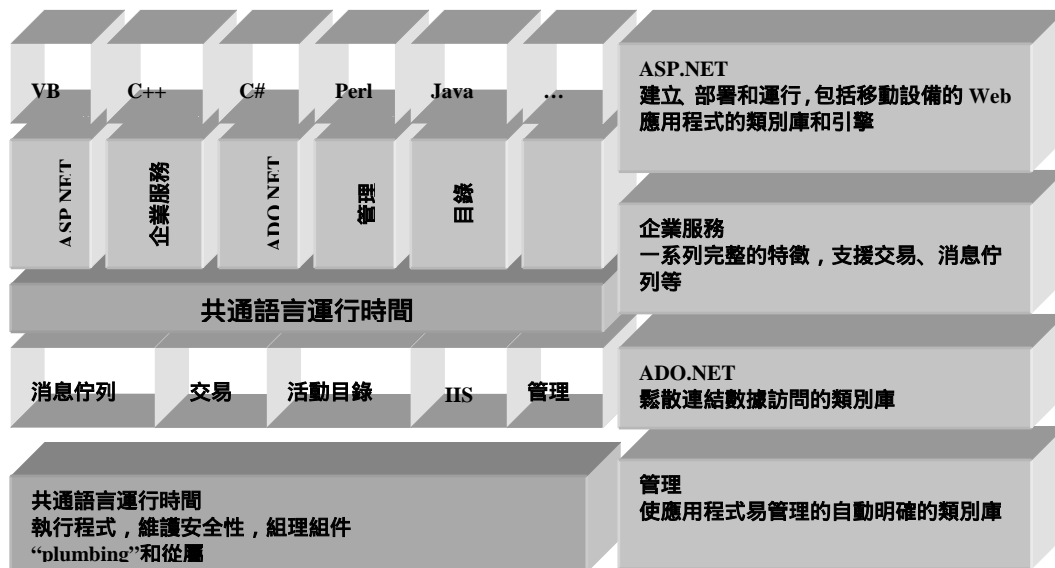 VB
C++
C#
Perl
Java
…
ASP.NET
企業服務
ADO.NET
管理
目錄
共通語言運行時間
消息佇列
交易
活動目錄
IIS
管理
共通語言運行時間
執行程式，維護安全性，組理組件
“plumbing”和從屬
ASP.NET
建立、部署和運行，包括移動設備的 Web
應用程式的類別庫和引擎
企業服務
一系列完整的特徵，支援交易、消息佇
列等
ADO.NET
鬆散連結數據訪問的類別庫
管理
使應用程式易管理的自動明確的類別庫